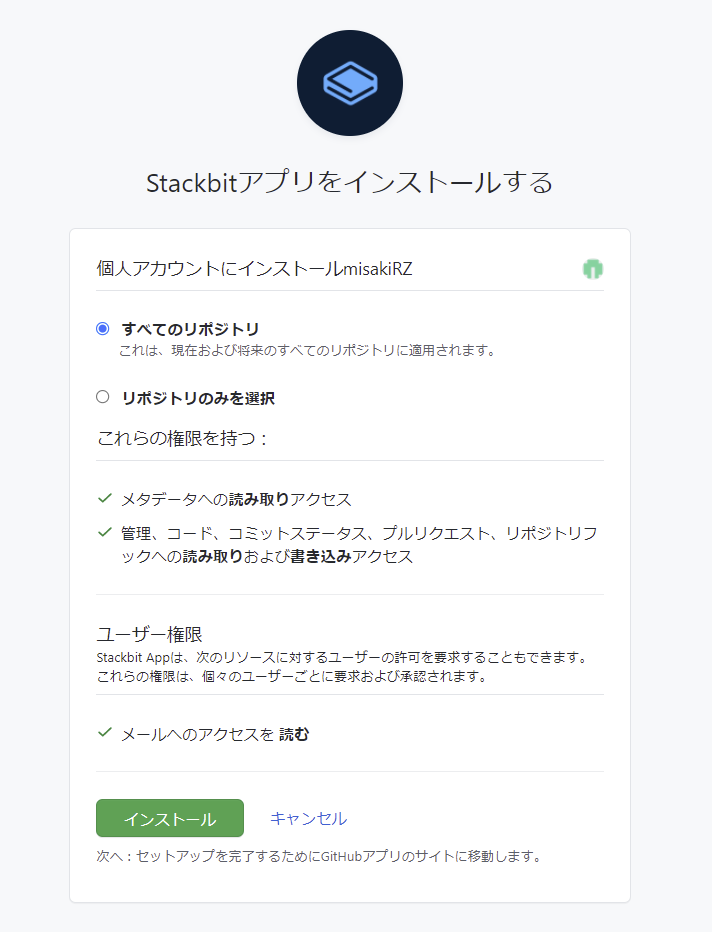 Stackbitアプリをインストールする
個人アカウントにインストールmisakiRZ
すべてのリポジトリ
これは、現在および将来のすべてのリポジトリに適用されます。
リポジトリのみを選択
これらの権限を持つ：
メタデータへの読み取りアクセス
管理、コード、コミットステータス、プルリクエスト、リポジトリフ
ックへの読み取りおよび書き込みアクセス
ユーザー権限
Stackbit Appは、次のリソースに対するユーザーの許可を要求することもできます。
これらの権限は、個々のユーザーごとに要求および承認されます。
メールへのアクセスを 読む
インストール
キャンセル
次へ：セットアップを完了するためにGitHubアプリのサイトに移動します。